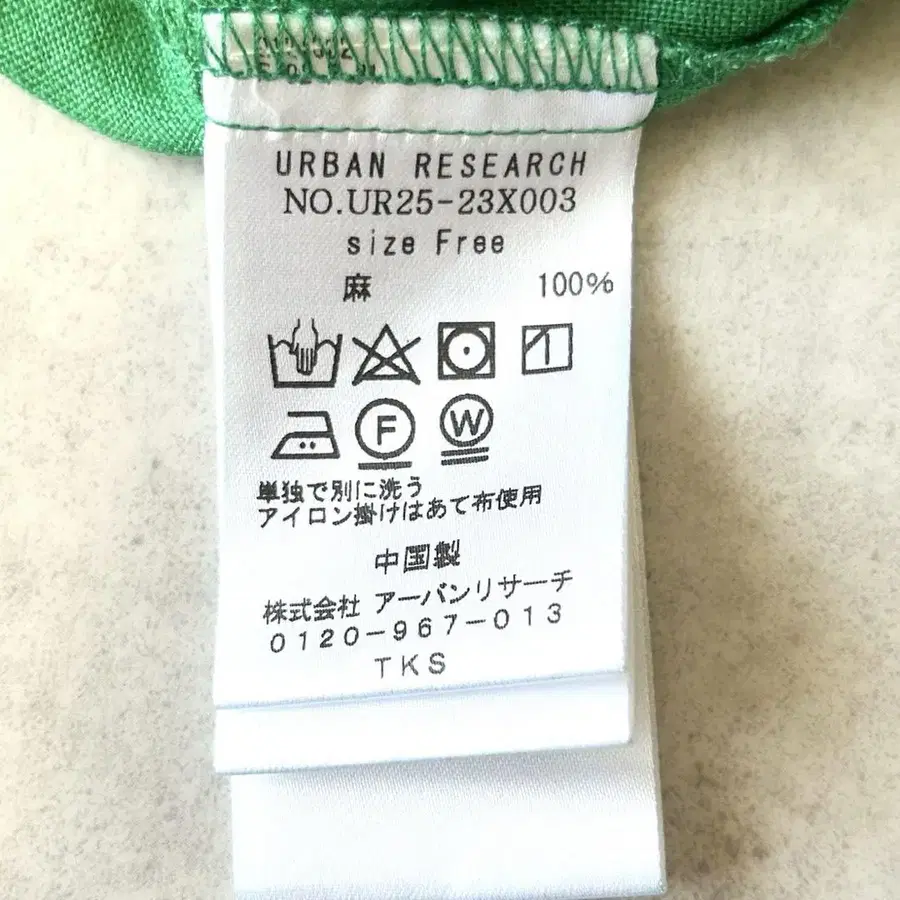 URBAN RESEARCH
NO.UR25-23X003
size Free
麻 100%
F W
単独で別に洗う
アイロン掛けはあて布使用
中国製
株式会社 アーバンリサーチ
0120-967-013
TKS